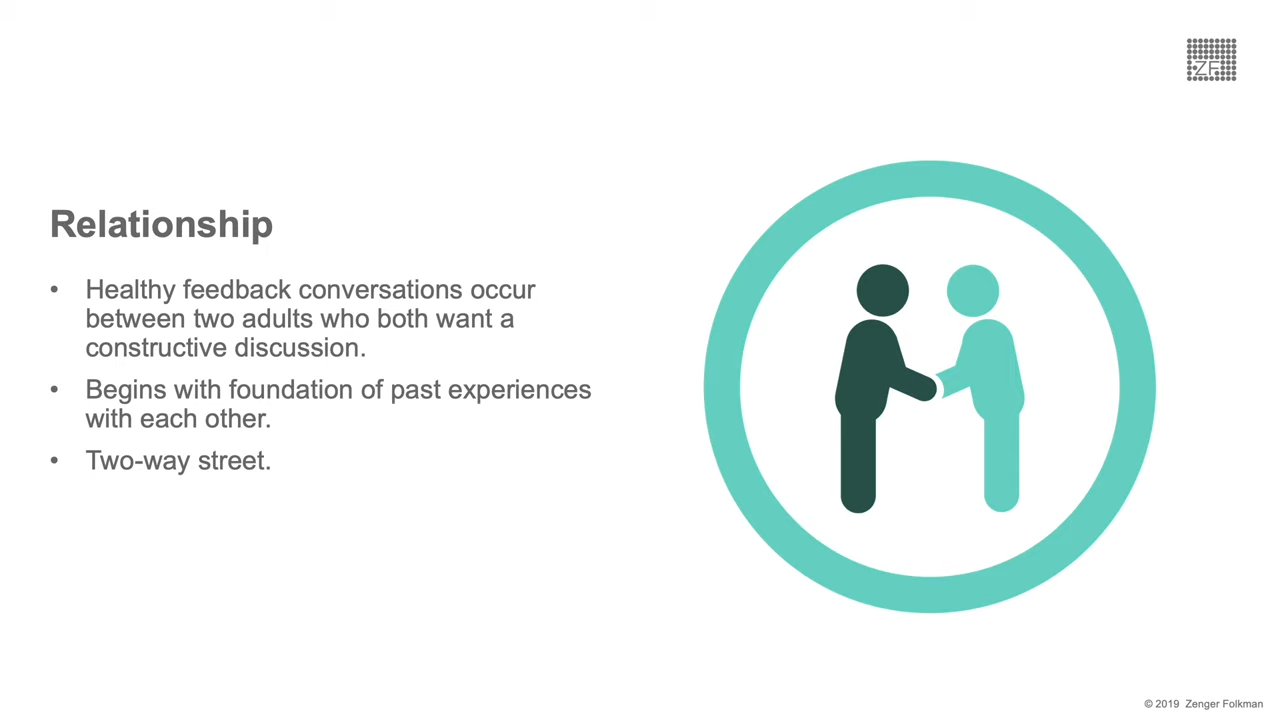 ZF
Relationship
• Healthy feedback conversations occur
between two adults who both want a
constructive discussion.
• Begins with foundation of past experiences
with each other.
• Two-way street.
© 2019 Zenger Folkman